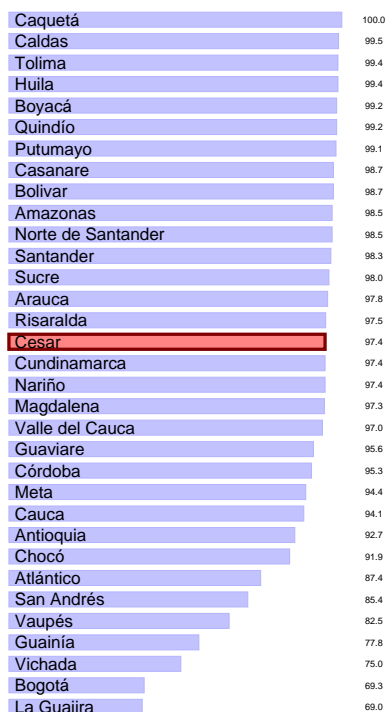 Caquetá 100.0
Caldas 99.5
Tolima 99.4
Huila 99.4
Boyacá 99.2
Quindío 99.2
Putumayo 99.1
Casanare 98.7
Bolivar 98.7
Amazonas 98.5
Norte de Santander 98.5
Santander 98.3
Sucre 98.0
Arauca 97.8
Risaralda 97.5
Cesar 97.4
Cundinamarca 97.4
Nariño 97.4
Magdalena 97.3
Valle del Cauca 97.0
Guaviare 95.6
Córdoba 95.3
Meta 94.4
Cauca 94.1
Antioquia 92.7
Chocó 91.9
Atlántico 87.4
San Andrés 85.4
Vaupés 82.5
Guainía 77.8
Vichada 75.0
Bogotá 69.3
La Guajira 69.0